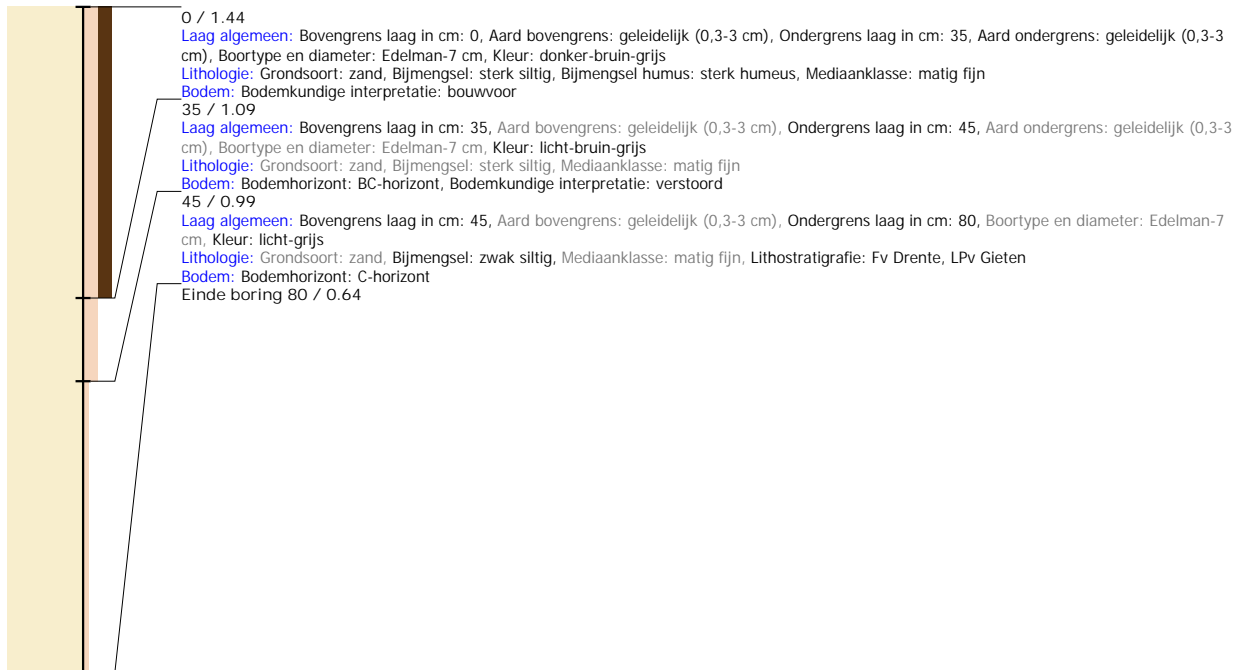 0 / 1.44
Laag algemeen: Bovengrens laag in cm: 0, Aard bovengrens: geleidelijk (0,3-3 cm), Ondergrens laag in cm: 35, Aard ondergrens: geleidelijk (0,3-3
cm), Boortype en diameter: Edelman-7 cm, Kleur: donker-bruin-grijs
Lithologie: Grondsoort: zand, Bijmengsel: sterk siltig, Bijmengsel humus: sterk humeus, Mediaanklasse: matig fijn
Bodem: Bodemkundige interpretatie: bouwvoor
35 / 1.09
Laag algemeen: Bovengrens laag in cm: 35, Aard bovengrens: geleidelijk (0,3-3 cm), Ondergrens laag in cm: 45, Aard ondergrens: geleidelijk (0,3-3
cm), Boortype en diameter: Edelman-7 cm, Kleur: licht-bruin-grijs
Lithologie: Grondsoort: zand, Bijmengsel: sterk siltig, Mediaanklasse: matig fijn
Bodem: Bodemhorizont: BC-horizont, Bodemkundige interpretatie: verstoord
45 / 0.99
Laag algemeen: Bovengrens laag in cm: 45, Aard bovengrens: geleidelijk (0,3-3 cm), Ondergrens laag in cm: 80, Boortype en diameter: Edelman-7
cm, Kleur: licht-grijs
Lithologie: Grondsoort: zand, Bijmengsel: zwak siltig, Mediaanklasse: matig fijn, Lithostratigrafie: Fv Drente, LPv Gieten
Bodem: Bodemhorizont: C-horizont
Einde boring 80 / 0.64